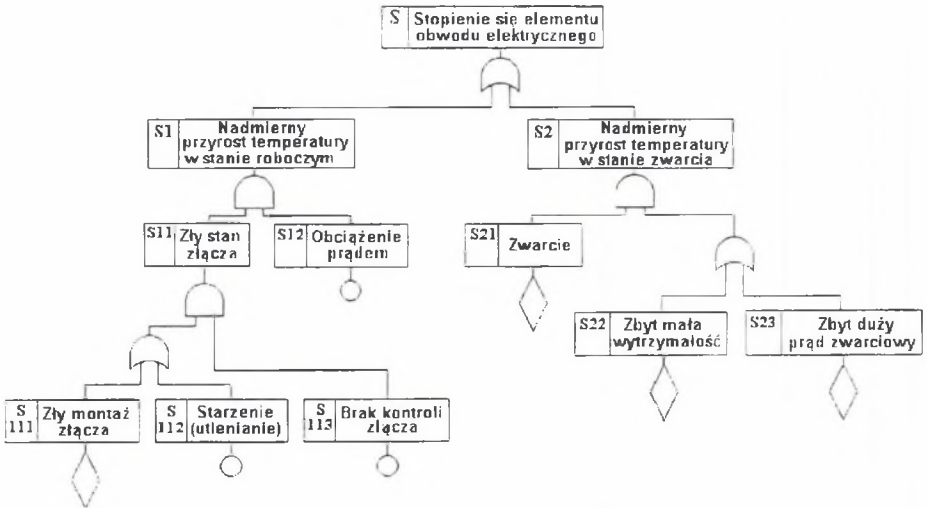 S Stopienie się elementu
obwodu elektrycznego
S1 Nadmierny
przyrost temperatury
w stanie roboczym
S2 Nadmierny
przyrost temperatury
w stanie zwarcia
S11 Zły stan
złącza
S12 Obciążenie
prądem
S21 Zwarcie
S22 Zbyt mała
wytrzymałość
S23 Zbyt duży
prąd zwarciowy
S
111
Zły montaż
złącza
S
112
Starzenie
(utlenianie)
S
113
Brak kontroli
złącza